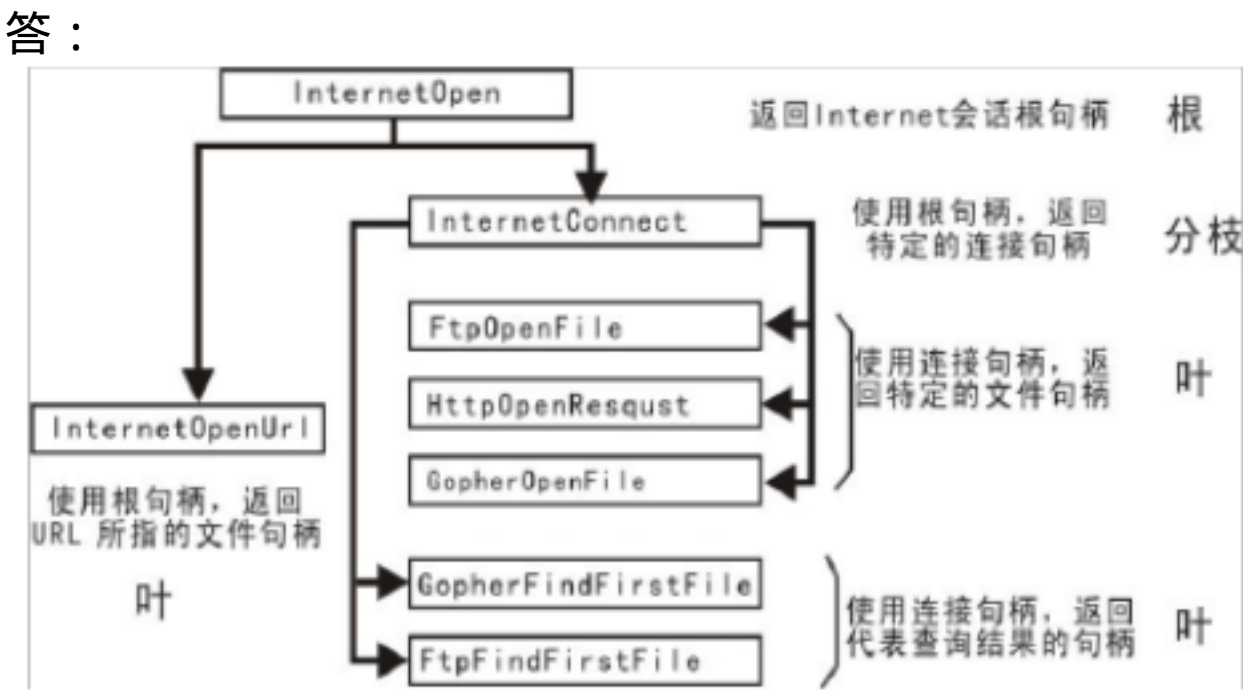 答：
InternetOpen
返回Internet会话根句柄
根
InternetConnect
使用根句柄，返回
特定的连接句柄
分枝
FtpOpenFile
HttpOpenResqust
GopherOpenFile
使用连接句柄，返
回特定的文件句柄
叶
InternetOpenUrl
使用根句柄，返回
URL 所指的文件句柄
叶
GopherFindFirstFile
FtpFindFirstFile
使用连接句柄，返回
代表查询结果的句柄
叶